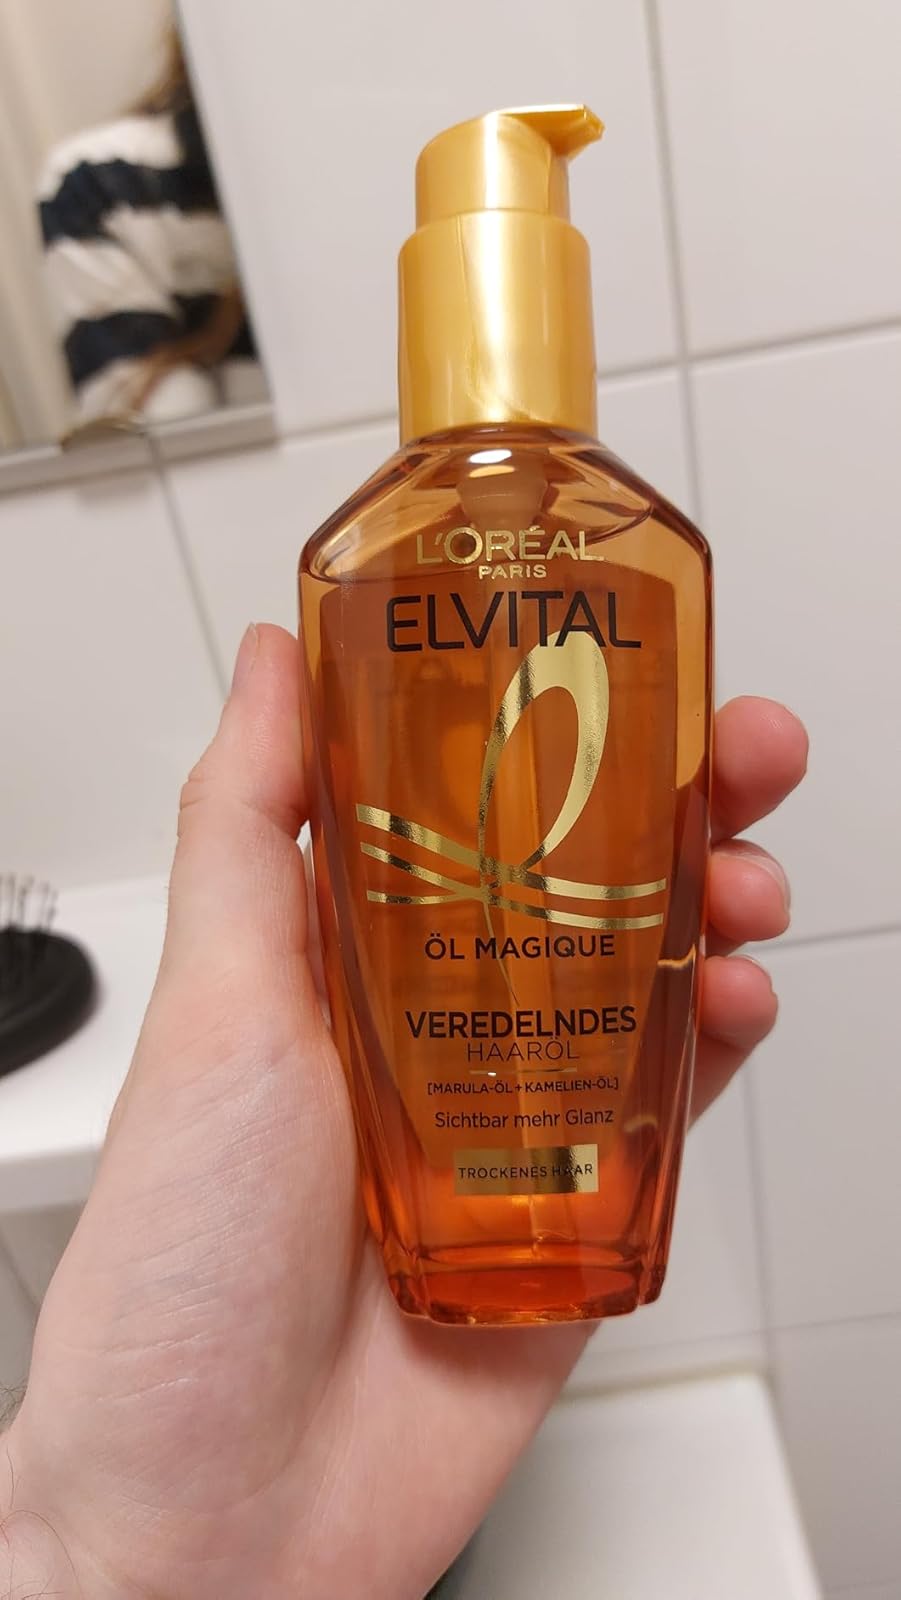 L'ORÉAL
PARIS
ELVITAL
ÖL MAGIQUE
VEREDELNDES
HAARÖL
[MARULA-ÖL+KAMELIEN-ÖL]
Sichtbar mehr Glanz
TROCKENES HAAR